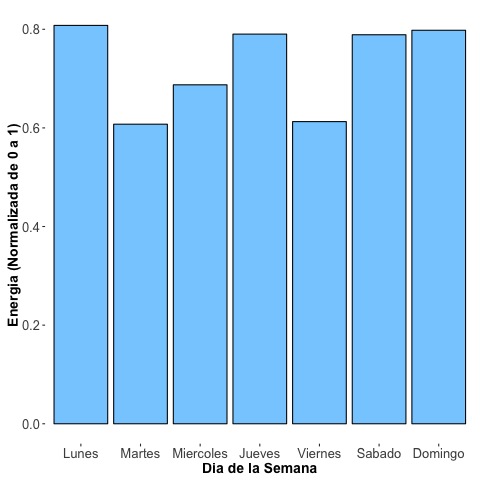 Energia (Normalizada de 0 a 1)
0.8
0.6
0.4
0.2
0.0
Lunes Martes Miercoles Jueves Viernes Sabado Domingo
Dia de la Semana